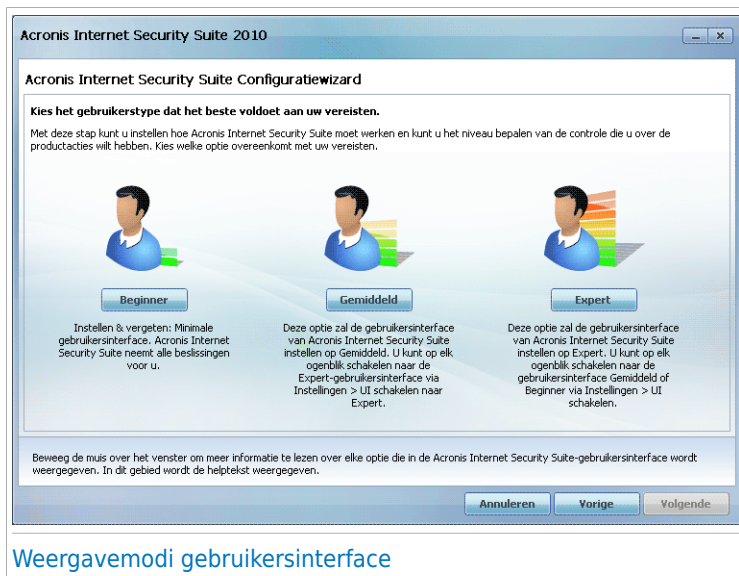 Acronis Internet Security Suite 2010
Acronis Internet Security Suite Configuratiewizard
Kies het gebruikerstype dat het beste voldoet aan uw vereisten.
Met deze stap kunt u instellen hoe Acronis Internet Security Suite moet werken en kunt u het niveau bepalen van de controle die u over de
productacties wilt hebben. Kies welke optie overeenkomt met uw vereisten.
Beginner
Instellen & vergeten: Minimale
gebruikersinterface. Acronis Internet
Security Suite neemt alle beslissingen
voor u.
Gemiddeld
Deze optie zal de gebruikersinterface
van Acronis Internet Security Suite
instellen op Gemiddeld. U kunt op elk
ogenblik schakelen naar de
Expert-gebruikersinterface via
Instellingen > UI schakelen naar
Expert.
Expert
Deze optie zal de gebruikersinterface
van Acronis Internet Security Suite
instellen op Expert. U kunt op elk
ogenblik schakelen naar de
gebruikersinterface Gemiddeld of
Beginner via Instellingen > UI
schakelen.
Beweeg de muis over het venster om meer informatie te lezen over elke optie die in de Acronis Internet Security Suite-gebruikersinterface wordt
weergegeven. In dit gebied wordt de helptekst weergegeven.
Annuleren
Vorige
Volgende
Weergavemodi gebruikersinterface